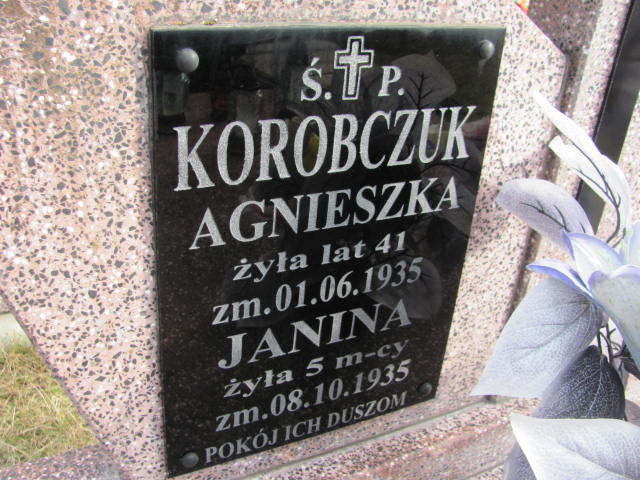 Ś. P.
KOROBCZUK
AGNIESZKA
żyła lat 41
zm. 01.06.1935
JANINA
żyła 5 m-cy
zm. 08.10.1935
POKÓJ ICH DUSZOM